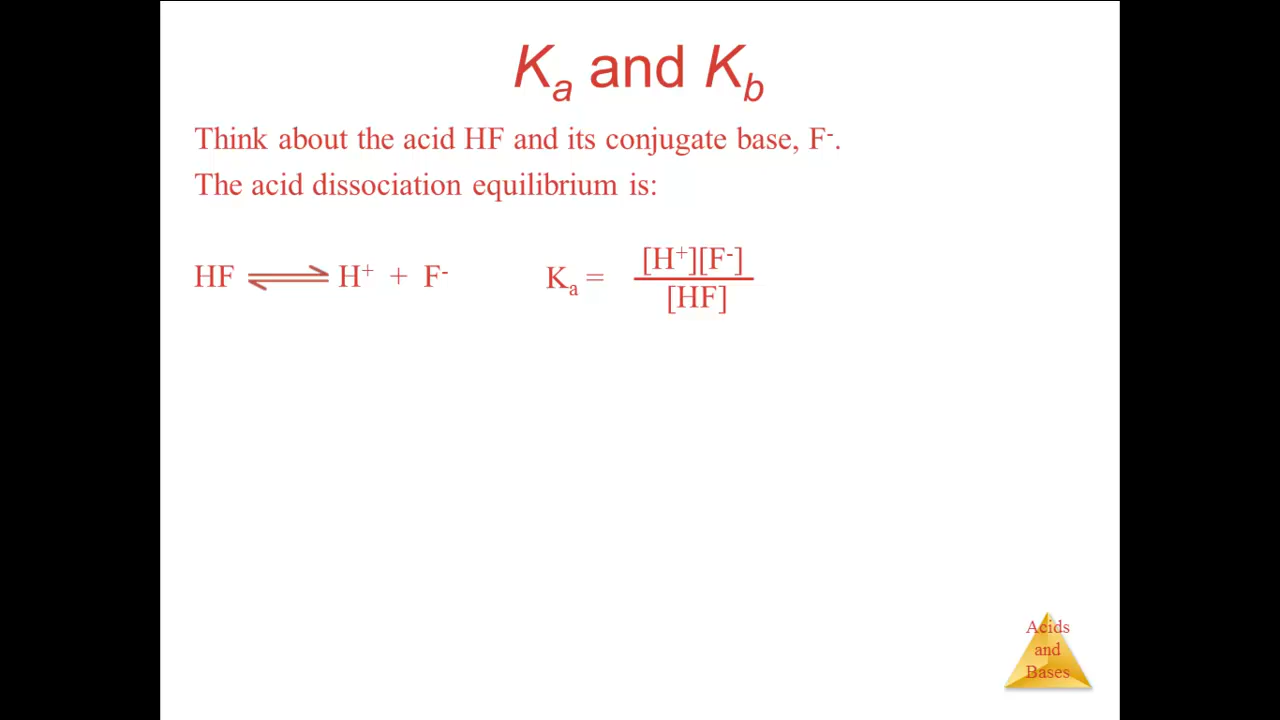 Kₐ and K_b
Think about the acid HF and its conjugate base, F⁻.
The acid dissociation equilibrium is:
HF ⇌ H⁺ + F⁻
Kₐ = [H⁺][F⁻] / [HF]
Acids
and
Bases